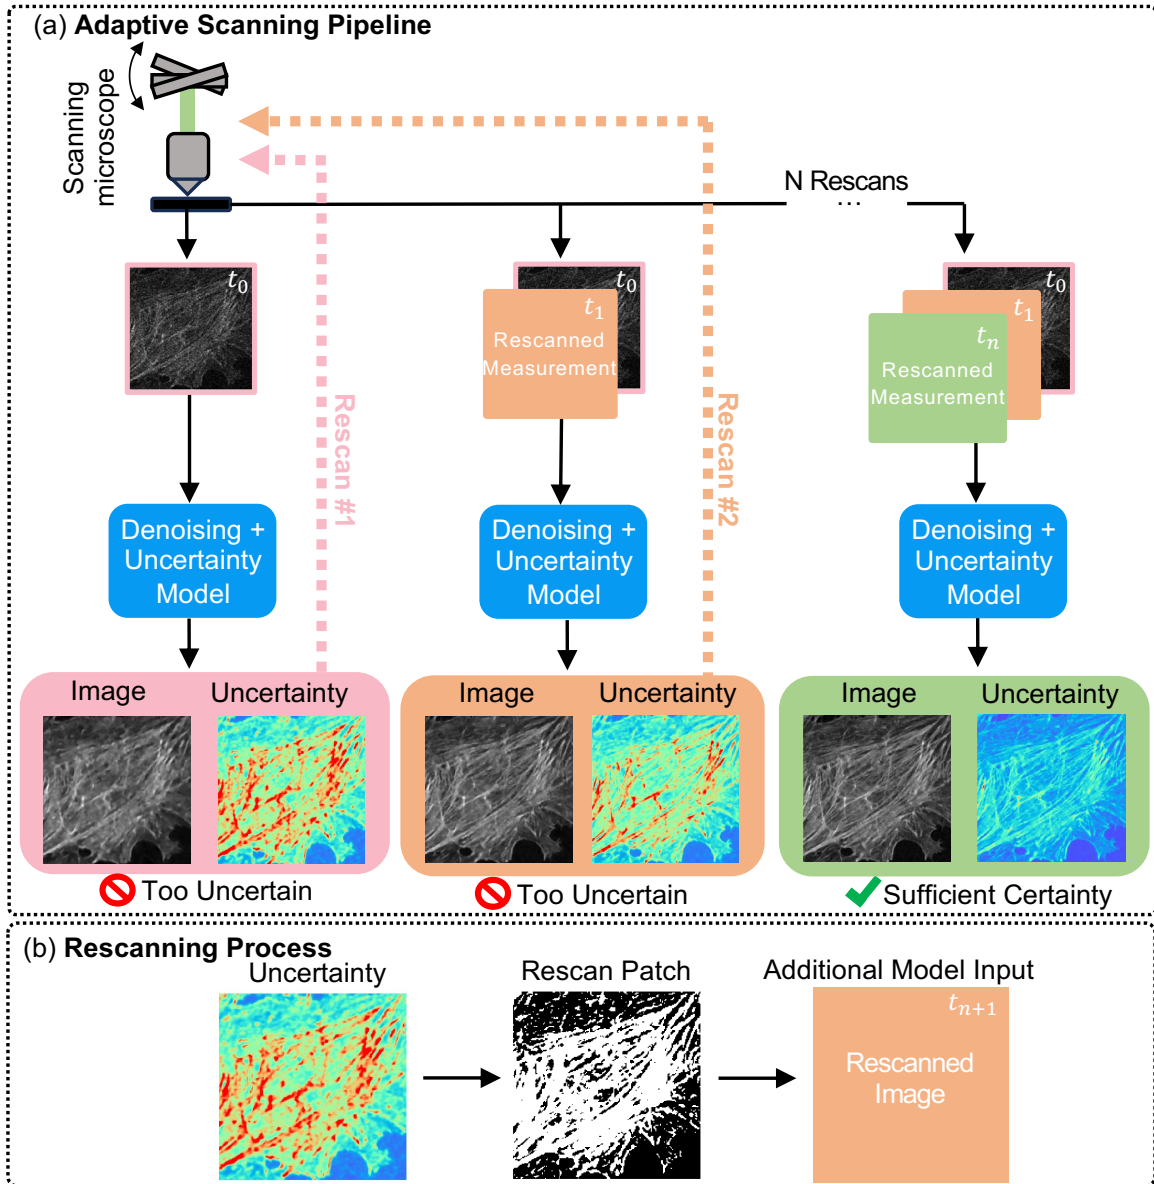 (a) Adaptive Scanning Pipeline
Scanning
microscope
N Rescans
...
t0
t0
t1
Rescanned
Measurement
t0
t1
tn
Rescanned
Measurement
Rescan #1
Rescan #2
Denoising +
Uncertainty
Model
Denoising +
Uncertainty
Model
Denoising +
Uncertainty
Model
Image
Uncertainty
Image
Uncertainty
Image
Uncertainty
Too Uncertain
Too Uncertain
Sufficient Certainty
(b) Rescanning Process
Uncertainty
Rescan Patch
Additional Model Input
tn+1
Rescanned
Image